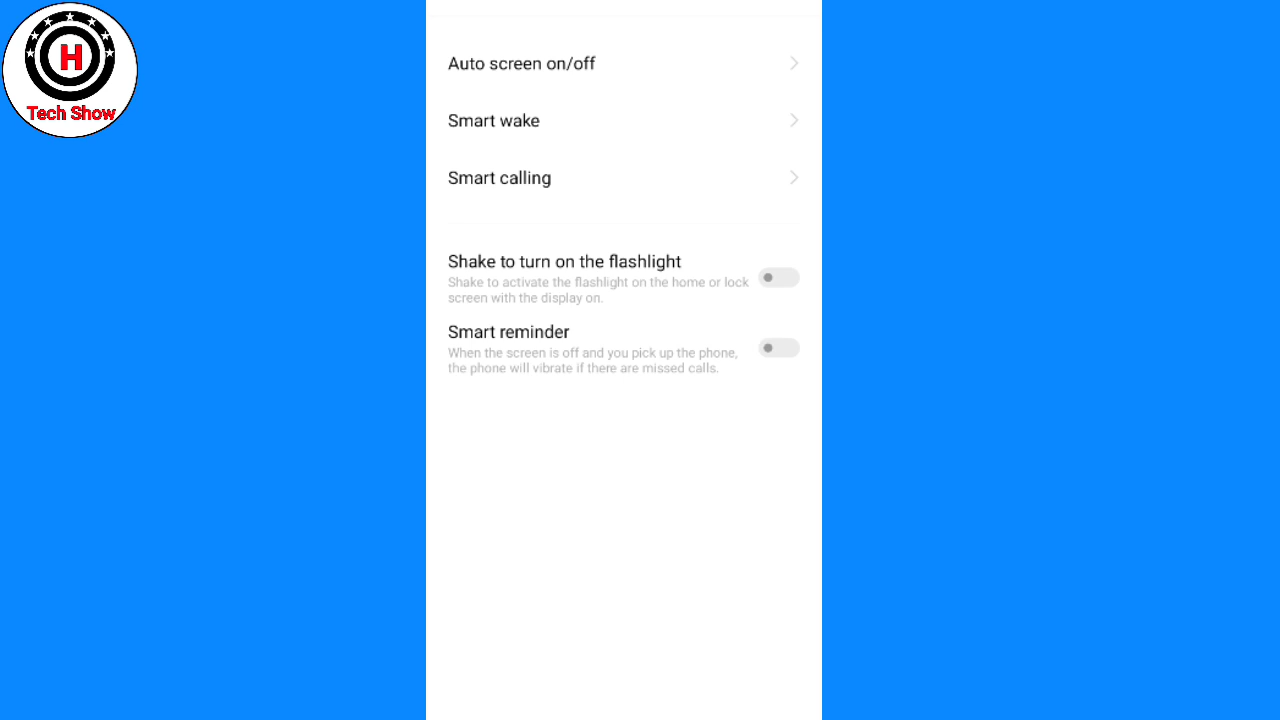 H
Tech Show
Auto screen on/off
Smart wake
Smart calling
Shake to turn on the flashlight
Shake to activate the flashlight on the home or lock
screen with the display on.
Smart reminder
When the screen is off and you pick up the phone,
the phone will vibrate if there are missed calls.